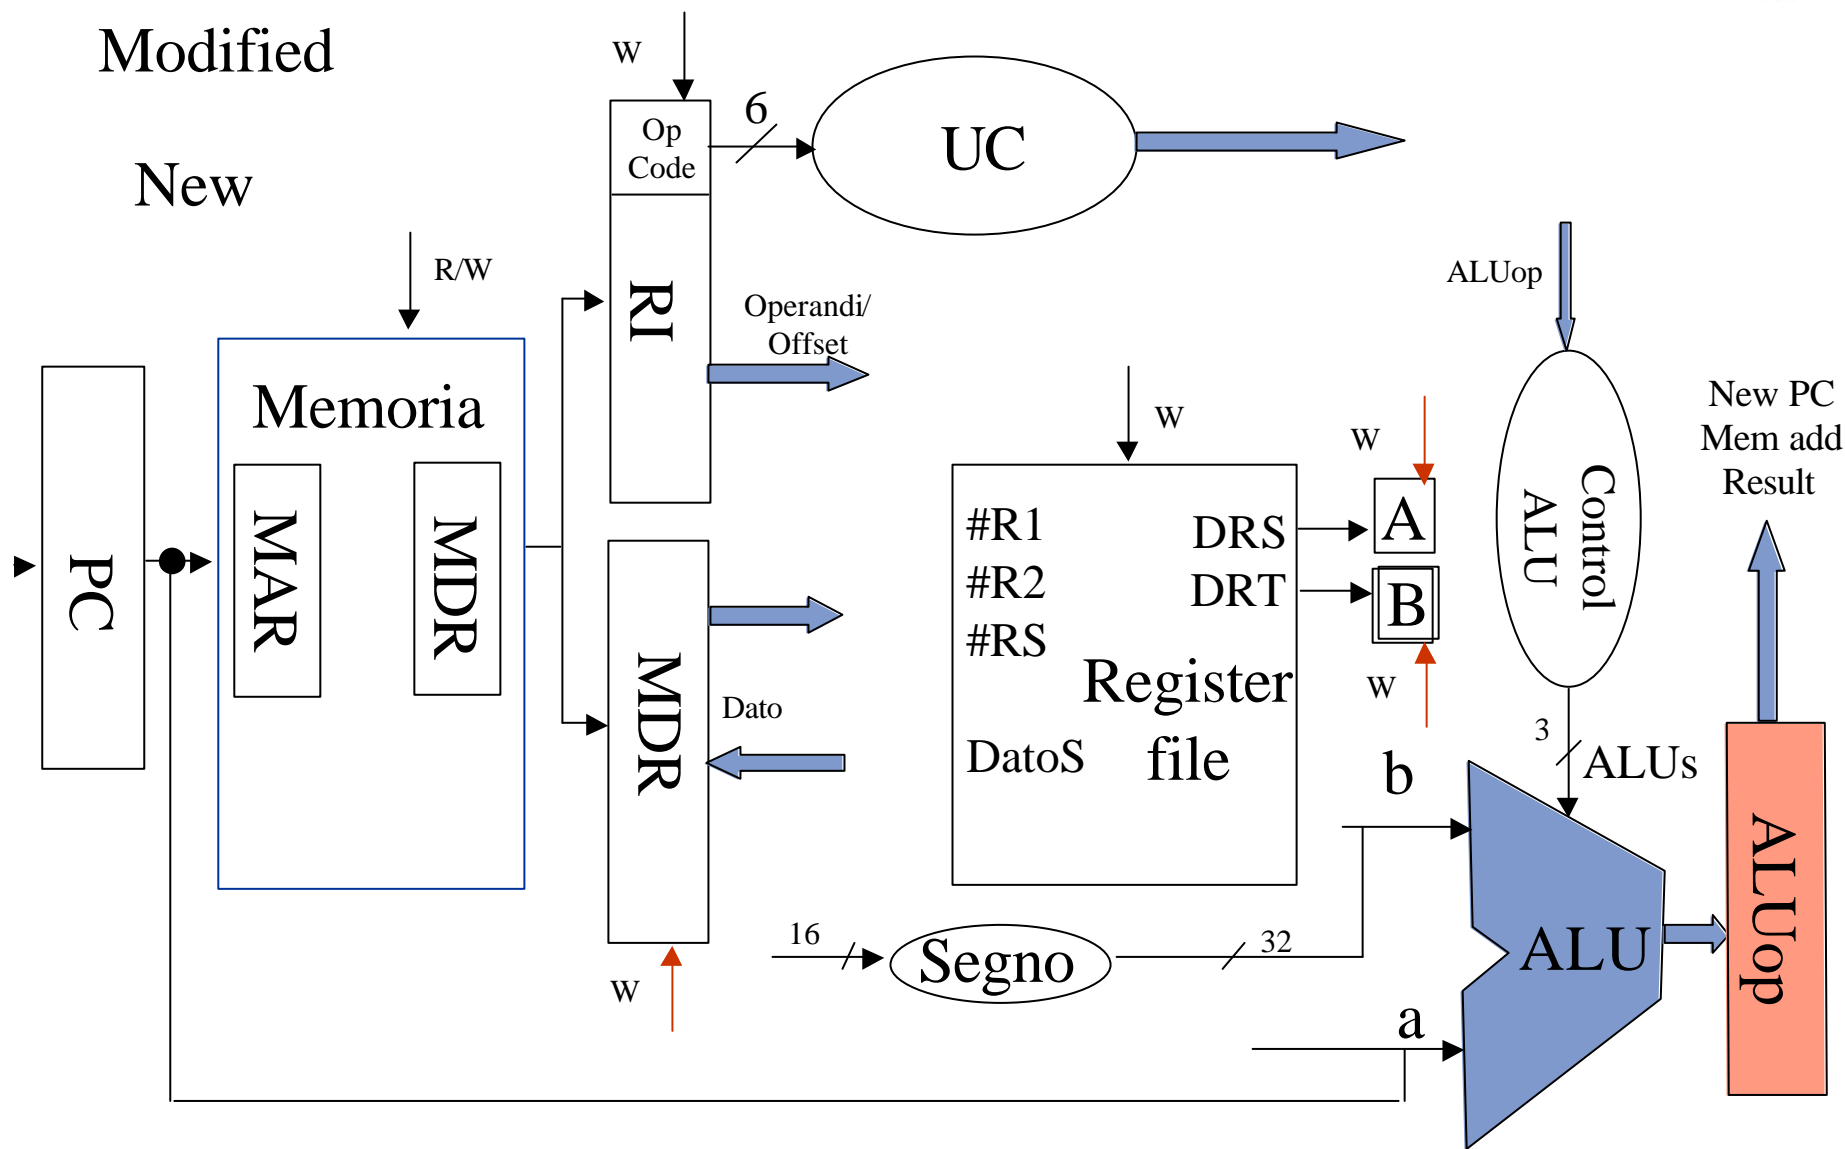 Modified
New
w
Op
Code
6
UC
R/W
RI
Operandi/
Offset
ALUop
Memoria
MAR
MDR
PC
w
w
New PC
Mem add
Result
Control
ALU
#R1
#R2
#RS
DRS
DRT
A
B
Register
file
DatoS
w
MDR
Dato
3
ALUs
b
ALU
ALUop
16
Segno
32
w
a